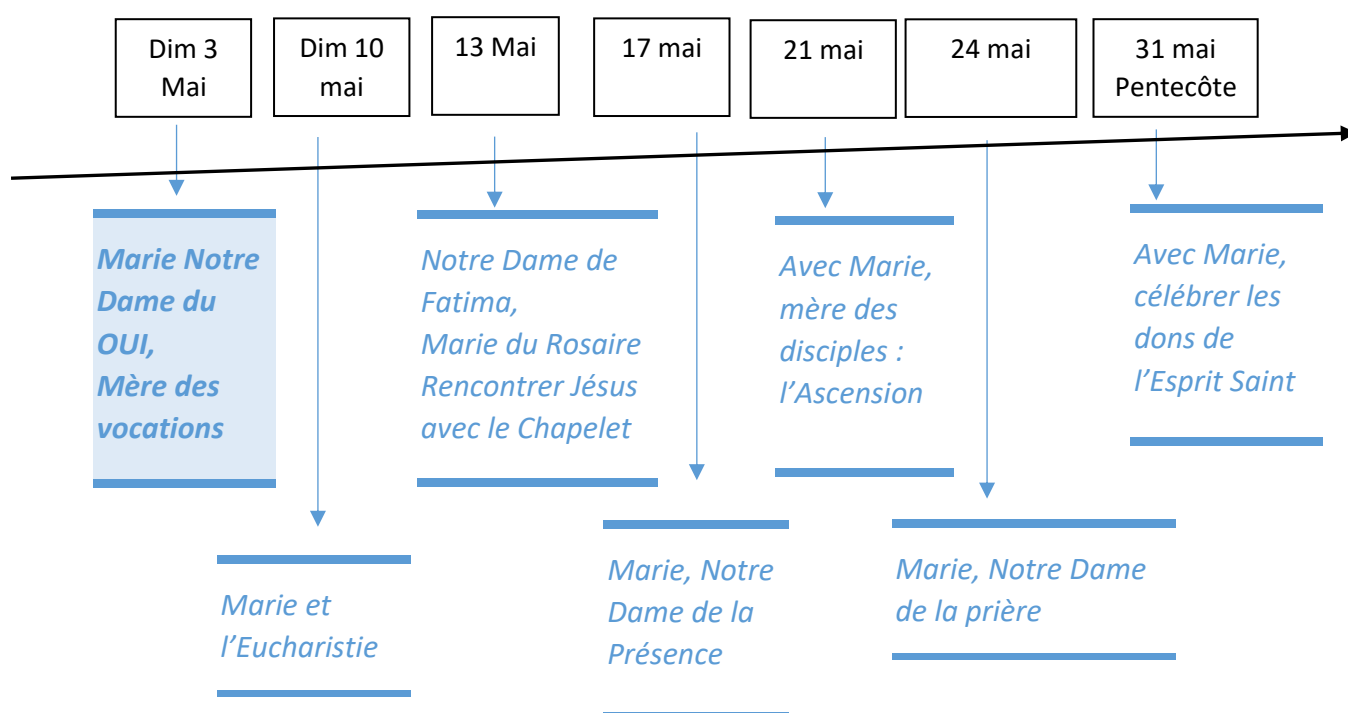 Dim 3
Mai
Dim 10
mai
13 Mai
17 mai
21 mai
24 mai
31 mai
Pentecôte
Marie Notre
Dame du
OUI,
Mère des
vocations
Notre Dame de
Fatima,
Marie du Rosaire
Rencontrer Jésus
avec le Chapelet
Avec Marie,
mère des
disciples :
l’Ascension
Avec Marie,
célébrer les
dons de
l’Esprit Saint
Marie et
l’Eucharistie
Marie, Notre
Dame de la
Présence
Marie, Notre Dame
de la prière